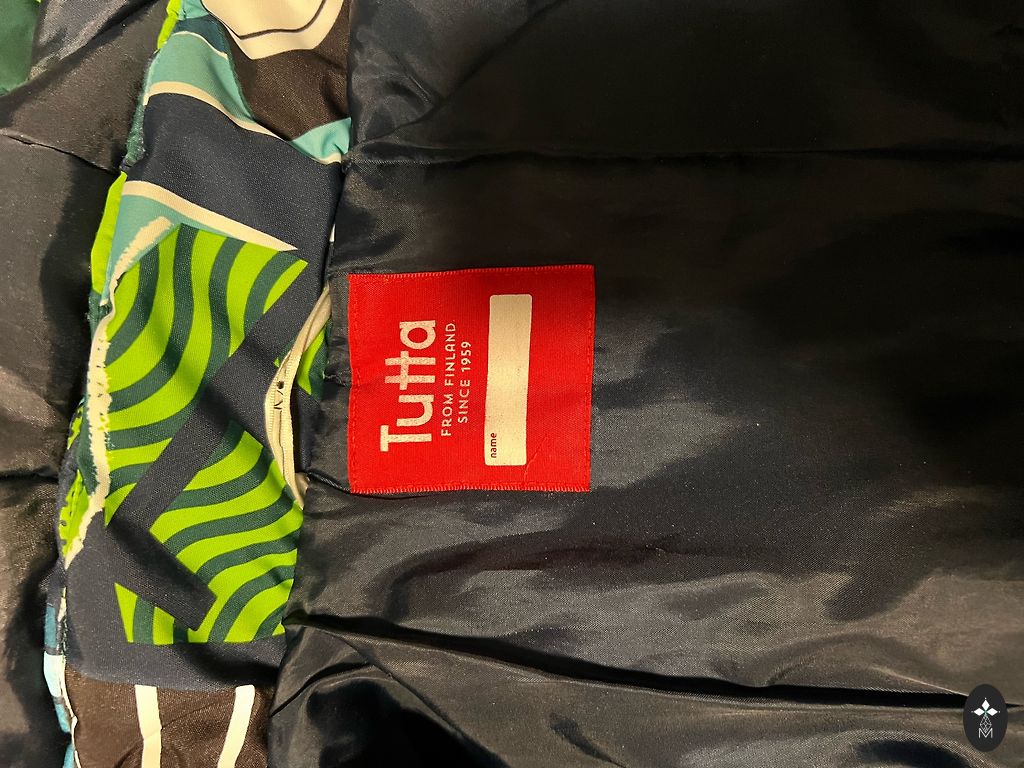 Tutta
FROM FINLAND
SINCE 1959
name
M